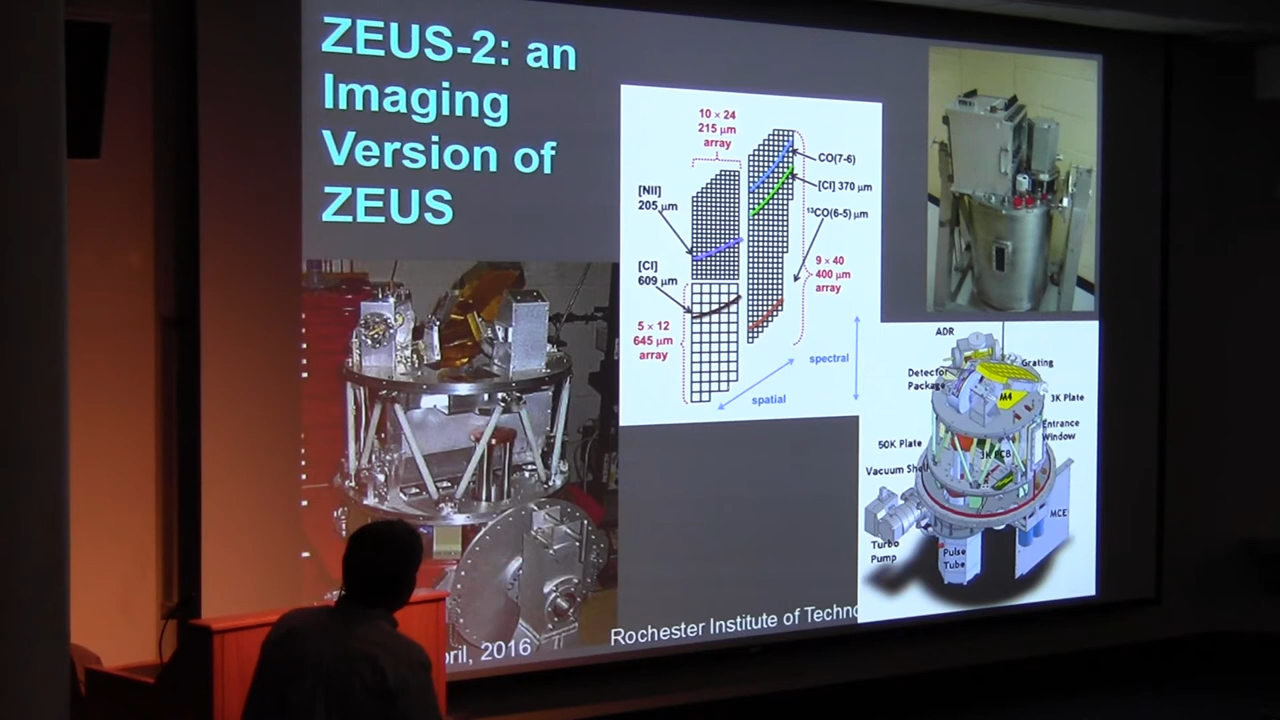 ZEUS-2: an
Imaging
Version of
ZEUS
10 × 24
215 µm
array
CO(7-6)
[CI] 370 µm
[NII]
205 µm
¹³CO(6-5) µm
[CI]
609 µm
9 × 40
400 µm
array
5 × 12
645 µm
array
spectral
spatial
ADR
Grating
Detector
Package
M4
3K Plate
Entrance
Window
50K Plate
3K PCB
Vacuum Shell
MCE
Turbo
Pump
Pulse
Tube
ril, 2016
Rochester Institute of Techno